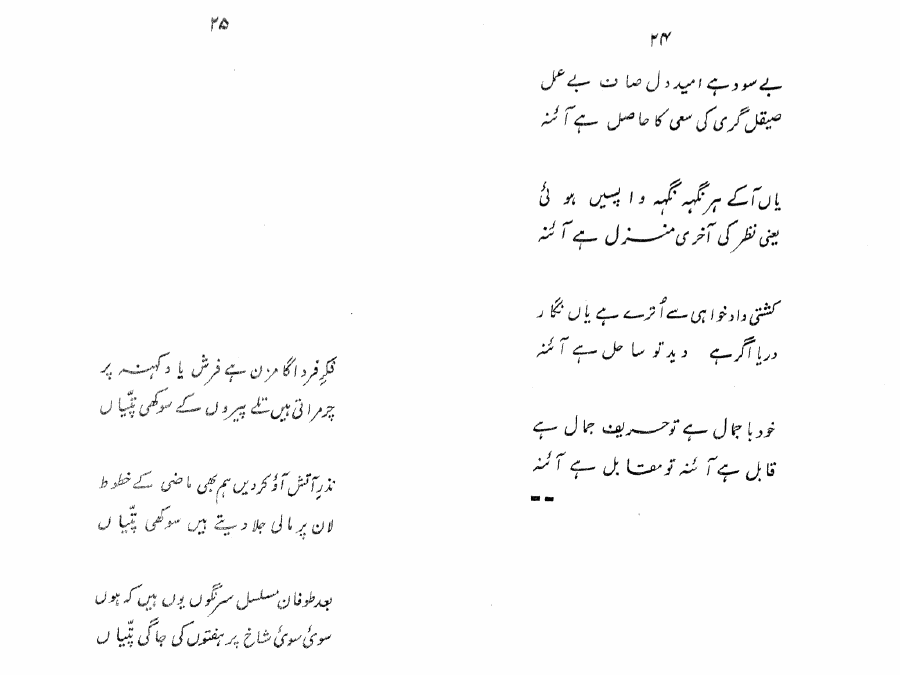 ۲۴
بے سود ہے امید دل صاف بے عمل
صیقل گری کی سعی کا حاصل ہے آئنہ
یاں آ کے ہر نگہہ نگہہ واپسیں ہوئی
یعنی نظر کی آخری منزل ہے آئنہ
کشتی داد خواہی سے اُترے ہے یاں نگار
دریا اگر ہے دید تو ساحل ہے آئنہ
خود با جمال ہے تو حریف جمال ہے
قابل ہے آئنہ تو مقابل ہے آئنہ
۲۵
فکرِ فردا گامزن ہے فرش یاد کہنہ پر
چرمراتی ہیں تلے پیروں کے سوکھی پتّیاں
نذرِ آتش آؤ کر دیں ہم بھی ماضی کے خطوط
لان پر مالی جلا دیتے ہیں سوکھی پتّیاں
بعد طوفان مسلسل سرنگوں یوں ہیں کہ ہوں
سوئی سوئی شاخ پر ہفتوں کی جاگی پتّیاں